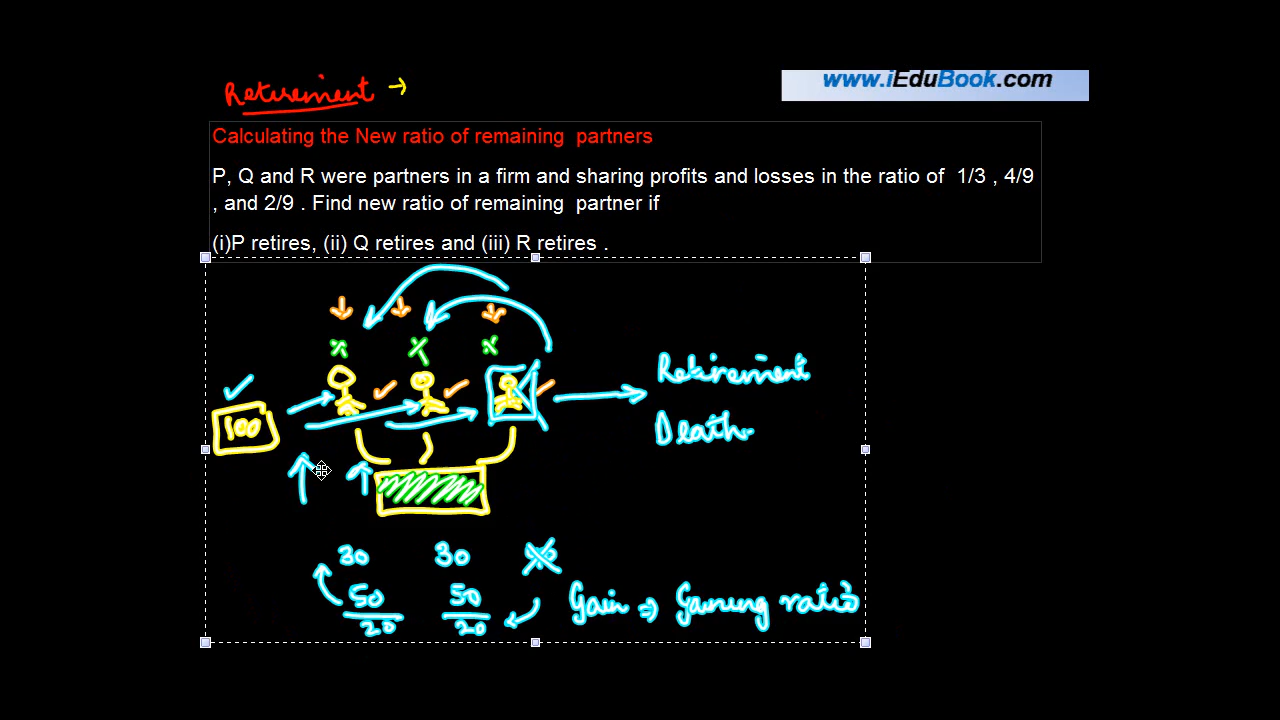 Retirement →
www.iEduBook.com
Calculating the New ratio of remaining partners
P, Q and R were partners in a firm and sharing profits and losses in the ratio of 1/3 , 4/9
, and 2/9 . Find new ratio of remaining partner if
(i)P retires, (ii) Q retires and (iii) R retires .
100
Retirement
Death
30 30
50 50 Gain ⇒ Gaining ratio
20 20